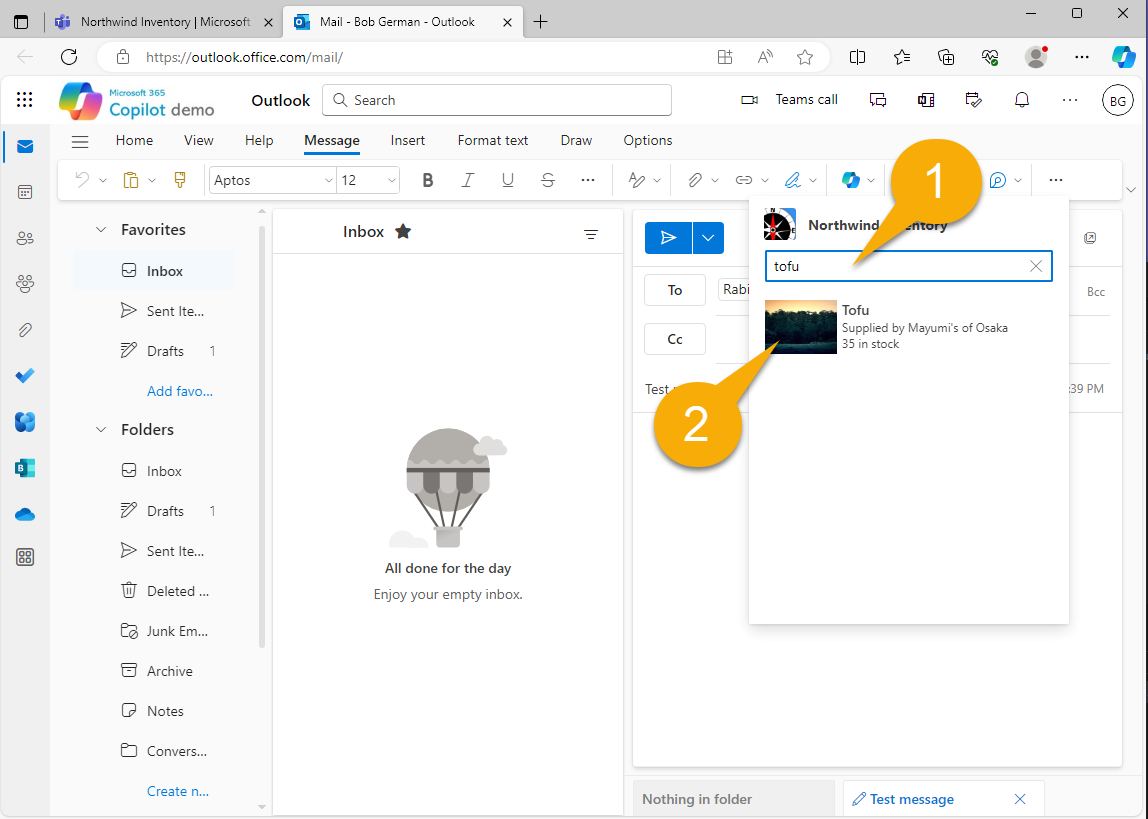 Northwind Inventory | Microsoft
Mail - Bob German - Outlook
https://outlook.office.com/mail/
Microsoft 365
Copilot demo
Outlook
Search
Teams call
BG
Home View Help Message Insert Format text Draw Options
Aptos 12 B I U S
Favorites
Inbox
Sent Ite...
Drafts 1
Add favo...
Folders
Inbox
Drafts 1
Sent Ite...
Deleted ...
Junk Em...
Archive
Notes
Convers...
Create n...
Inbox
All done for the day
Enjoy your empty inbox.
To
Bcc
Cc
Test
:39 PM
Northwind
tofu
Tofu
Supplied by Mayumi's of Osaka
35 in stock
1
2
Nothing in folder
Test message